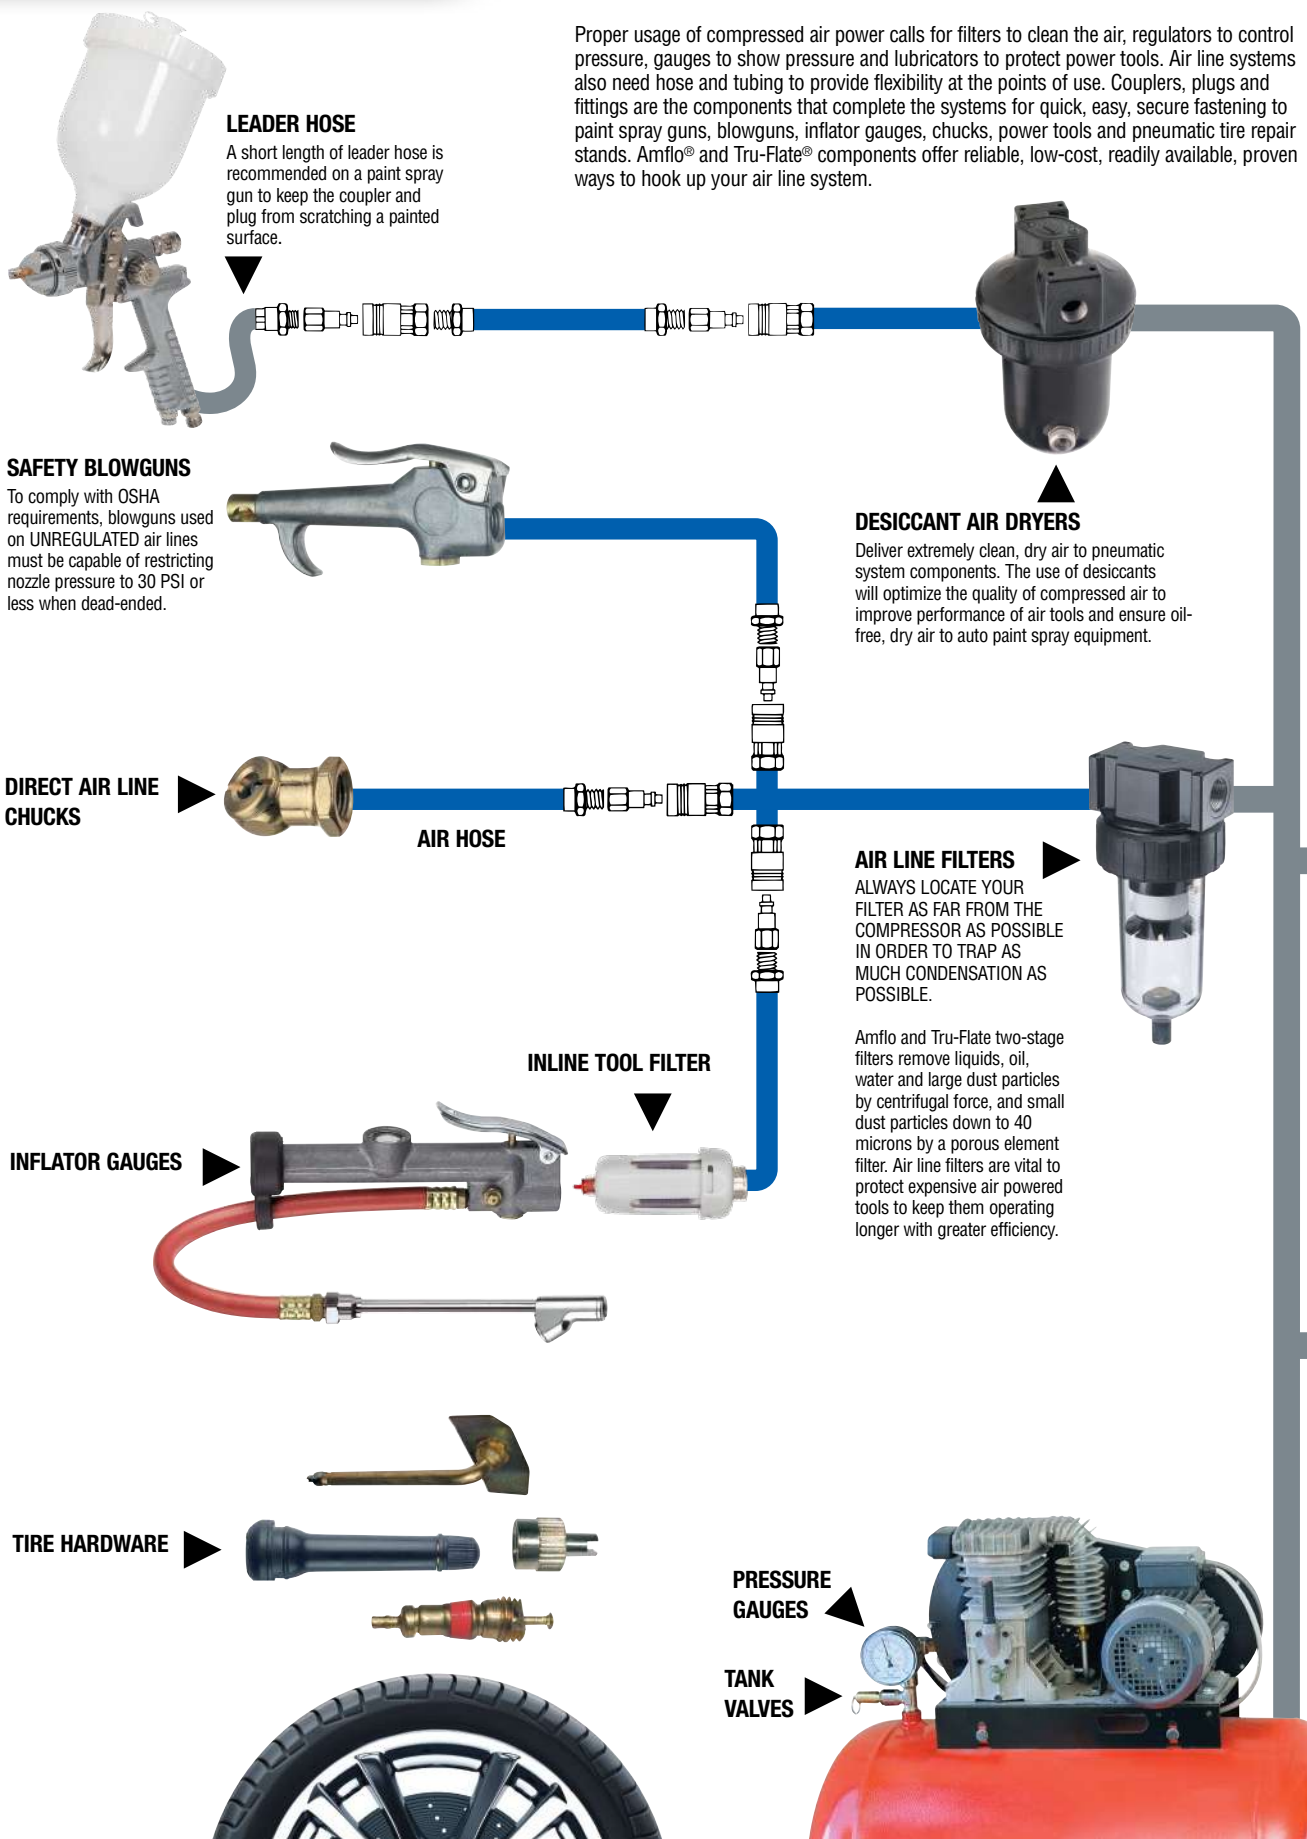 Proper usage of compressed air power calls for filters to clean the air, regulators to control
pressure, gauges to show pressure and lubricators to protect power tools. Air line systems
also need hose and tubing to provide flexibility at the points of use. Couplers, plugs and
fittings are the components that complete the systems for quick, easy, secure fastening to
paint spray guns, blowguns, inflator gauges, chucks, power tools and pneumatic tire repair
stands. Amflo® and Tru-Flate® components offer reliable, low-cost, readily available, proven
ways to hook up your air line system.
LEADER HOSE
A short length of leader hose is
recommended on a paint spray
gun to keep the coupler and
plug from scratching a painted
surface.
SAFETY BLOWGUNS
To comply with OSHA
requirements, blowguns used
on UNREGULATED air lines
must be capable of restricting
nozzle pressure to 30 PSI or
less when dead-ended.
DESICCANT AIR DRYERS
Deliver extremely clean, dry air to pneumatic
system components. The use of desiccants
will optimize the quality of compressed air to
improve performance of air tools and ensure oil-
free, dry air to auto paint spray equipment.
DIRECT AIR LINE
CHUCKS
AIR HOSE
AIR LINE FILTERS
ALWAYS LOCATE YOUR
FILTER AS FAR FROM THE
COMPRESSOR AS POSSIBLE
IN ORDER TO TRAP AS
MUCH CONDENSATION AS
POSSIBLE.
Amflo and Tru-Flate two-stage
filters remove liquids, oil,
water and large dust particles
by centrifugal force, and small
dust particles down to 40
microns by a porous element
filter. Air line filters are vital to
protect expensive air powered
tools to keep them operating
longer with greater efficiency.
INLINE TOOL FILTER
INFLATOR GAUGES
TIRE HARDWARE
PRESSURE
GAUGES
TANK
VALVES